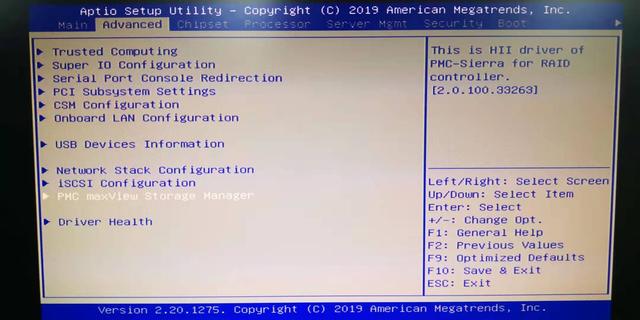 Aptio Setup Utility – Copyright (C) 2019 American Megatrends, Inc.
Main Advanced Chipset Processor Server Mgmt Security Boot
Trusted Computing
Super IO Configuration
Serial Port Console Redirection
PCI Subsystem Settings
CSM Configuration
Onboard LAN Configuration
USB Devices Information
Network Stack Configuration
iSCSI Configuration
PMC maxView Storage Manager
Driver Health
This is HII driver of
PMC-Sierra for RAID
controller.
[2.0.100.33263]
Left/Right: Select Screen
Up/Down: Select Item
Enter: Select
+/-: Change Opt.
F1: General Help
F2: Previous Values
F9: Optimized Defaults
F10: Save & Exit
ESC: Exit
Version 2.20.1275. Copyright (C) 2019 American Megatrends, Inc.